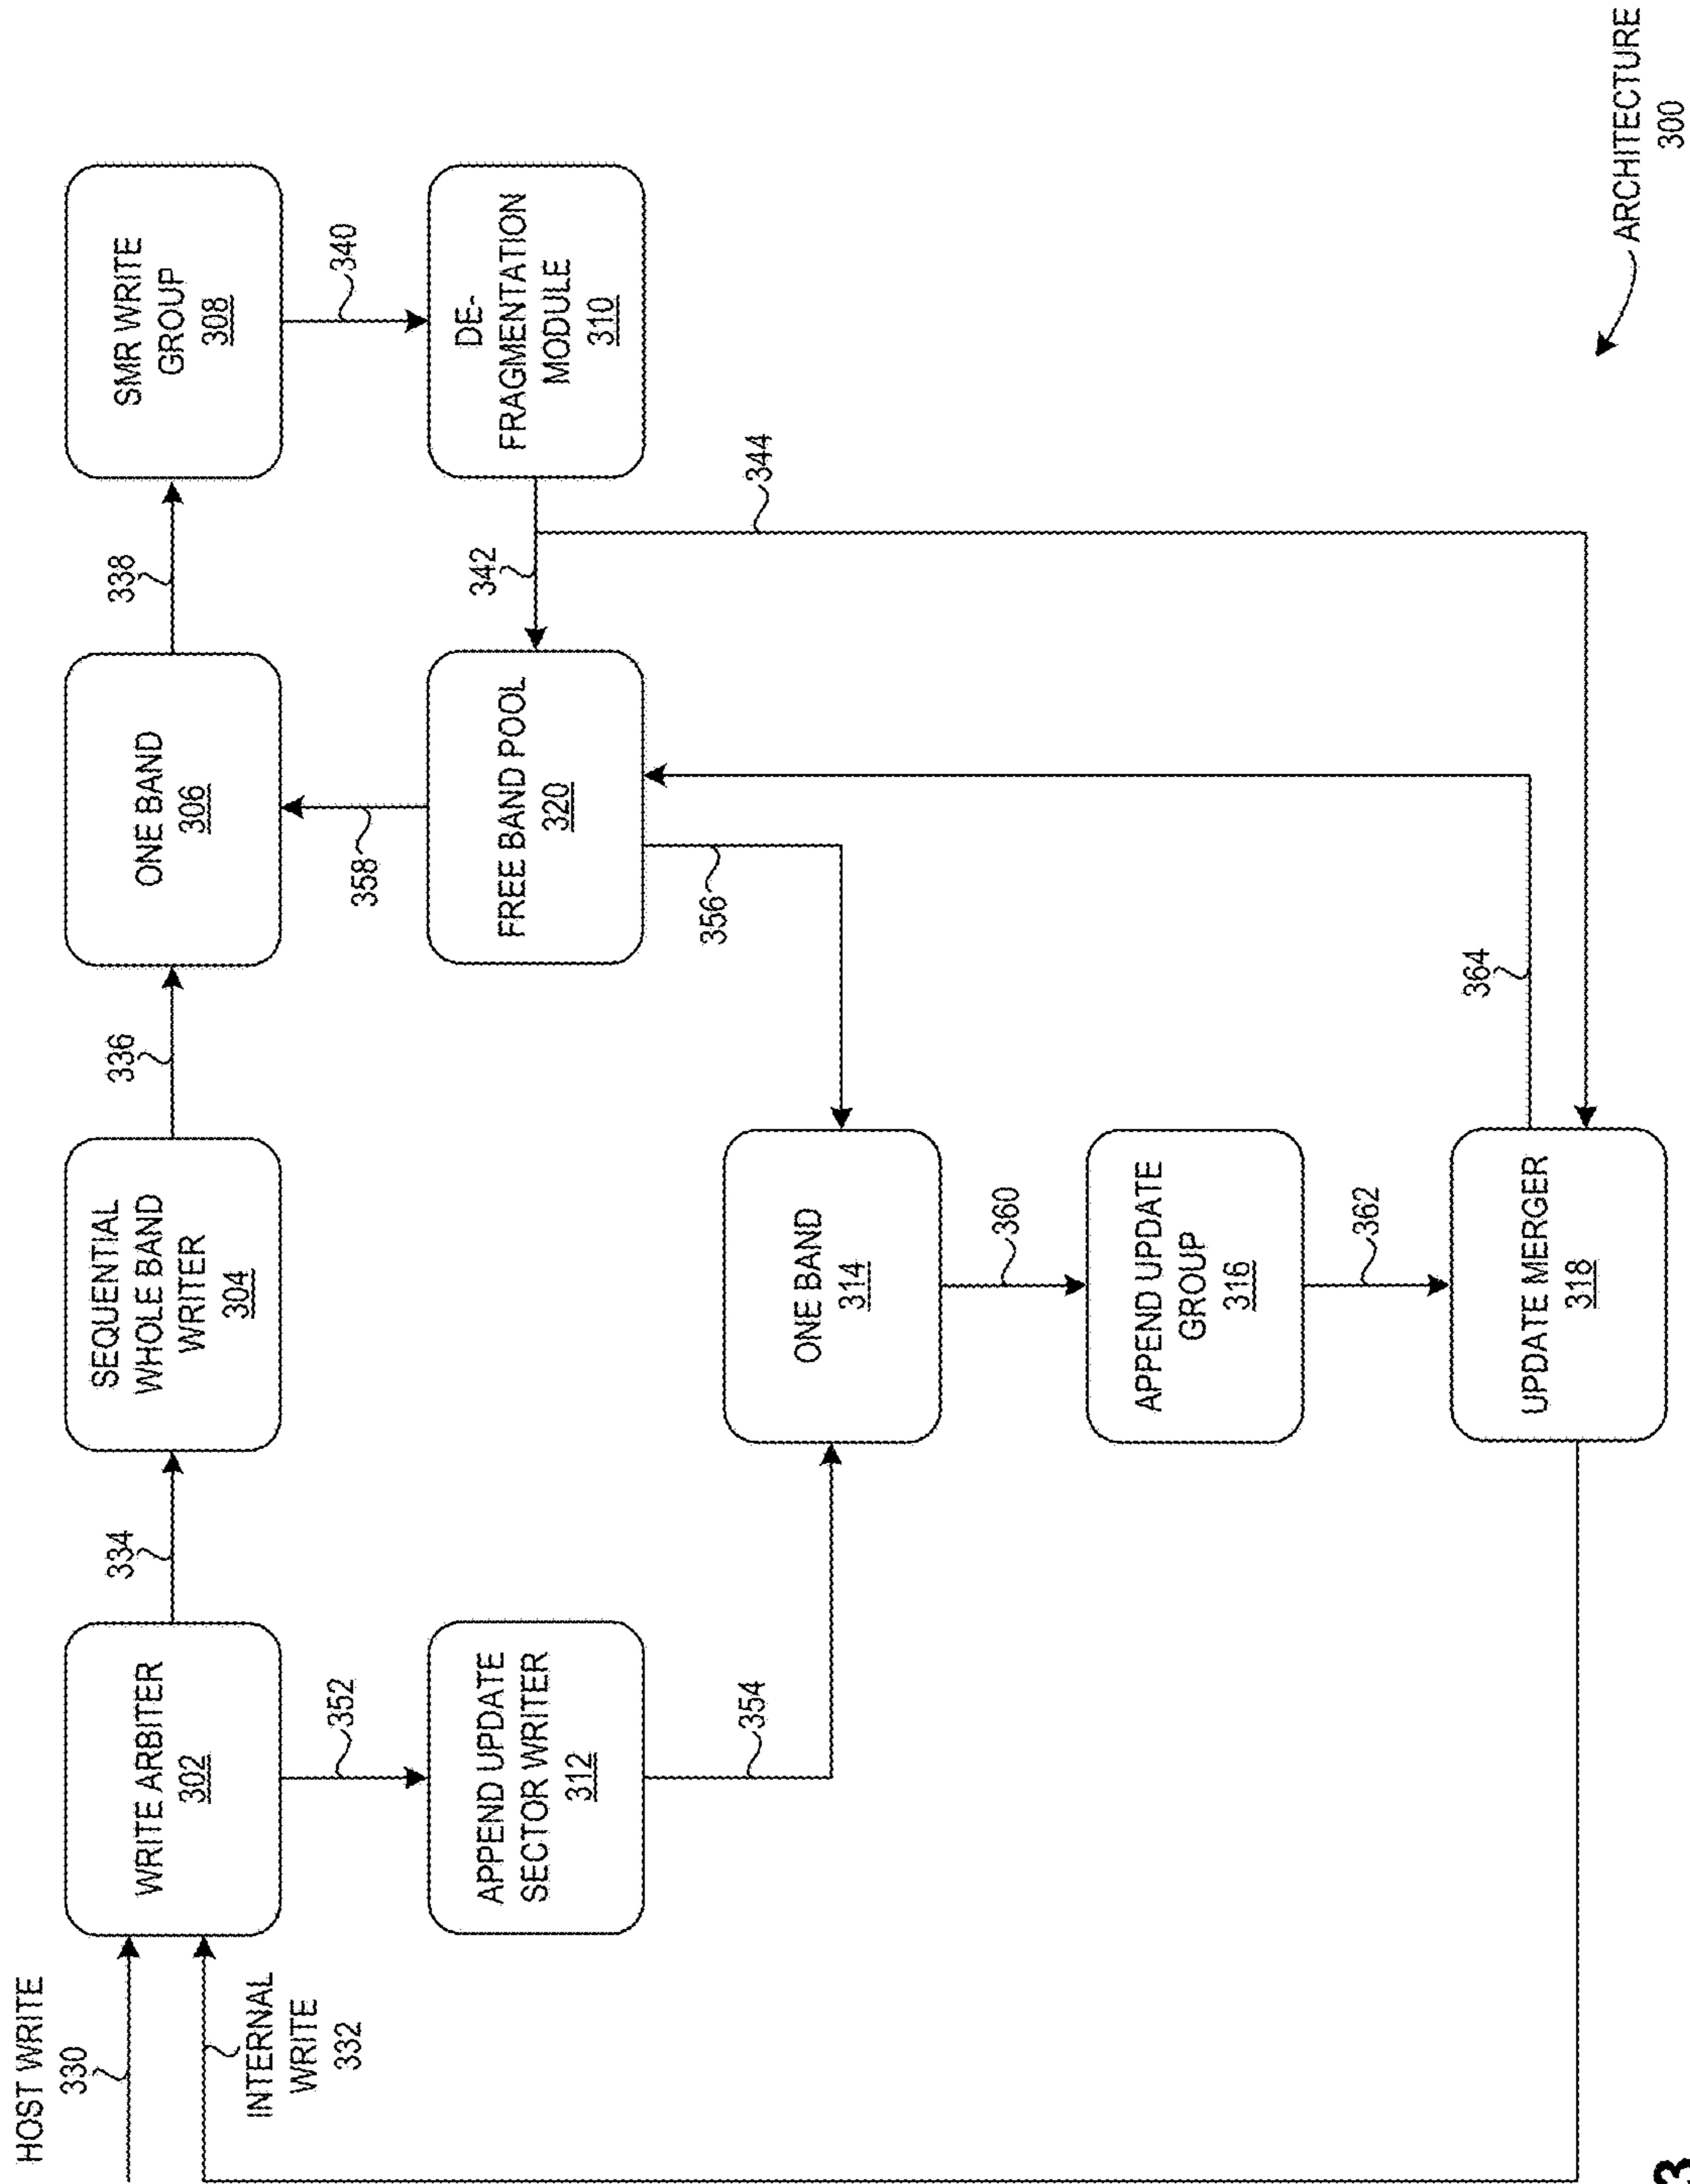 HOST WRITE
330
INTERNAL
WRITE
332
WRITE ARBITER
302
334
SEQUENTIAL
WHOLE BAND
WRITER
304
336
ONE BAND
306
338
SMR WRITE
GROUP
308
340
352
APPEND UPDATE
SECTOR WRITER
312
354
358
FREE BAND POOL
320
342
DE-
FRAGMENTATION
MODULE
310
344
356
ONE BAND
314
360
APPEND UPDATE
GROUP
316
362
364
UPDATE MERGER
318
ARCHITECTURE
300
3